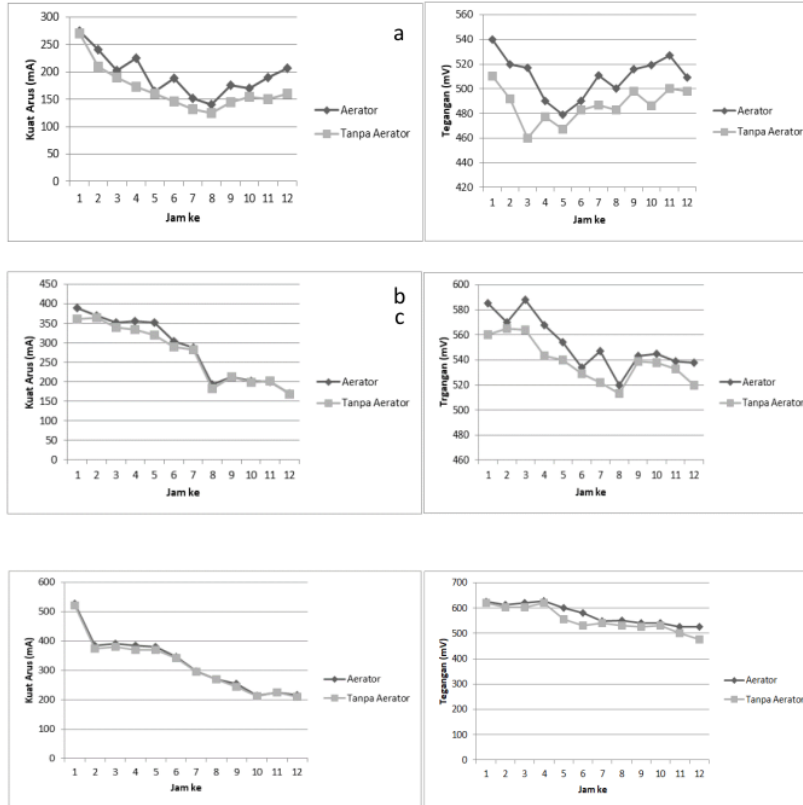 300
250
200
150
100
50
0
Kuat Arus (mA)
1 2 3 4 5 6 7 8 9 10 11 12
Jam ke
Aerator
Tanpa Aerator
a
560
540
520
500
480
460
440
420
Tegangan (mV)
1 2 3 4 5 6 7 8 9 10 11 12
Jam ke
Aerator
Tanpa Aerator
450
400
350
300
250
200
150
100
50
0
Kuat Arus (mA)
1 2 3 4 5 6 7 8 9 10 11 12
Jam ke
Aerator
Tanpa Aerator
b
c
600
580
560
540
520
500
480
460
Trgangan (mV)
1 2 3 4 5 6 7 8 9 10 11 12
Jam ke
Aerator
Tanpa Aerator
600
500
400
300
200
100
0
Kuat Arus (mA)
1 2 3 4 5 6 7 8 9 10 11 12
Jam ke
Aerator
Tanpa Aerator
700
600
500
400
300
200
100
0
Tegangan (mV)
1 2 3 4 5 6 7 8 9 10 11 12
Jam ke
Aerator
Tanpa Aerator